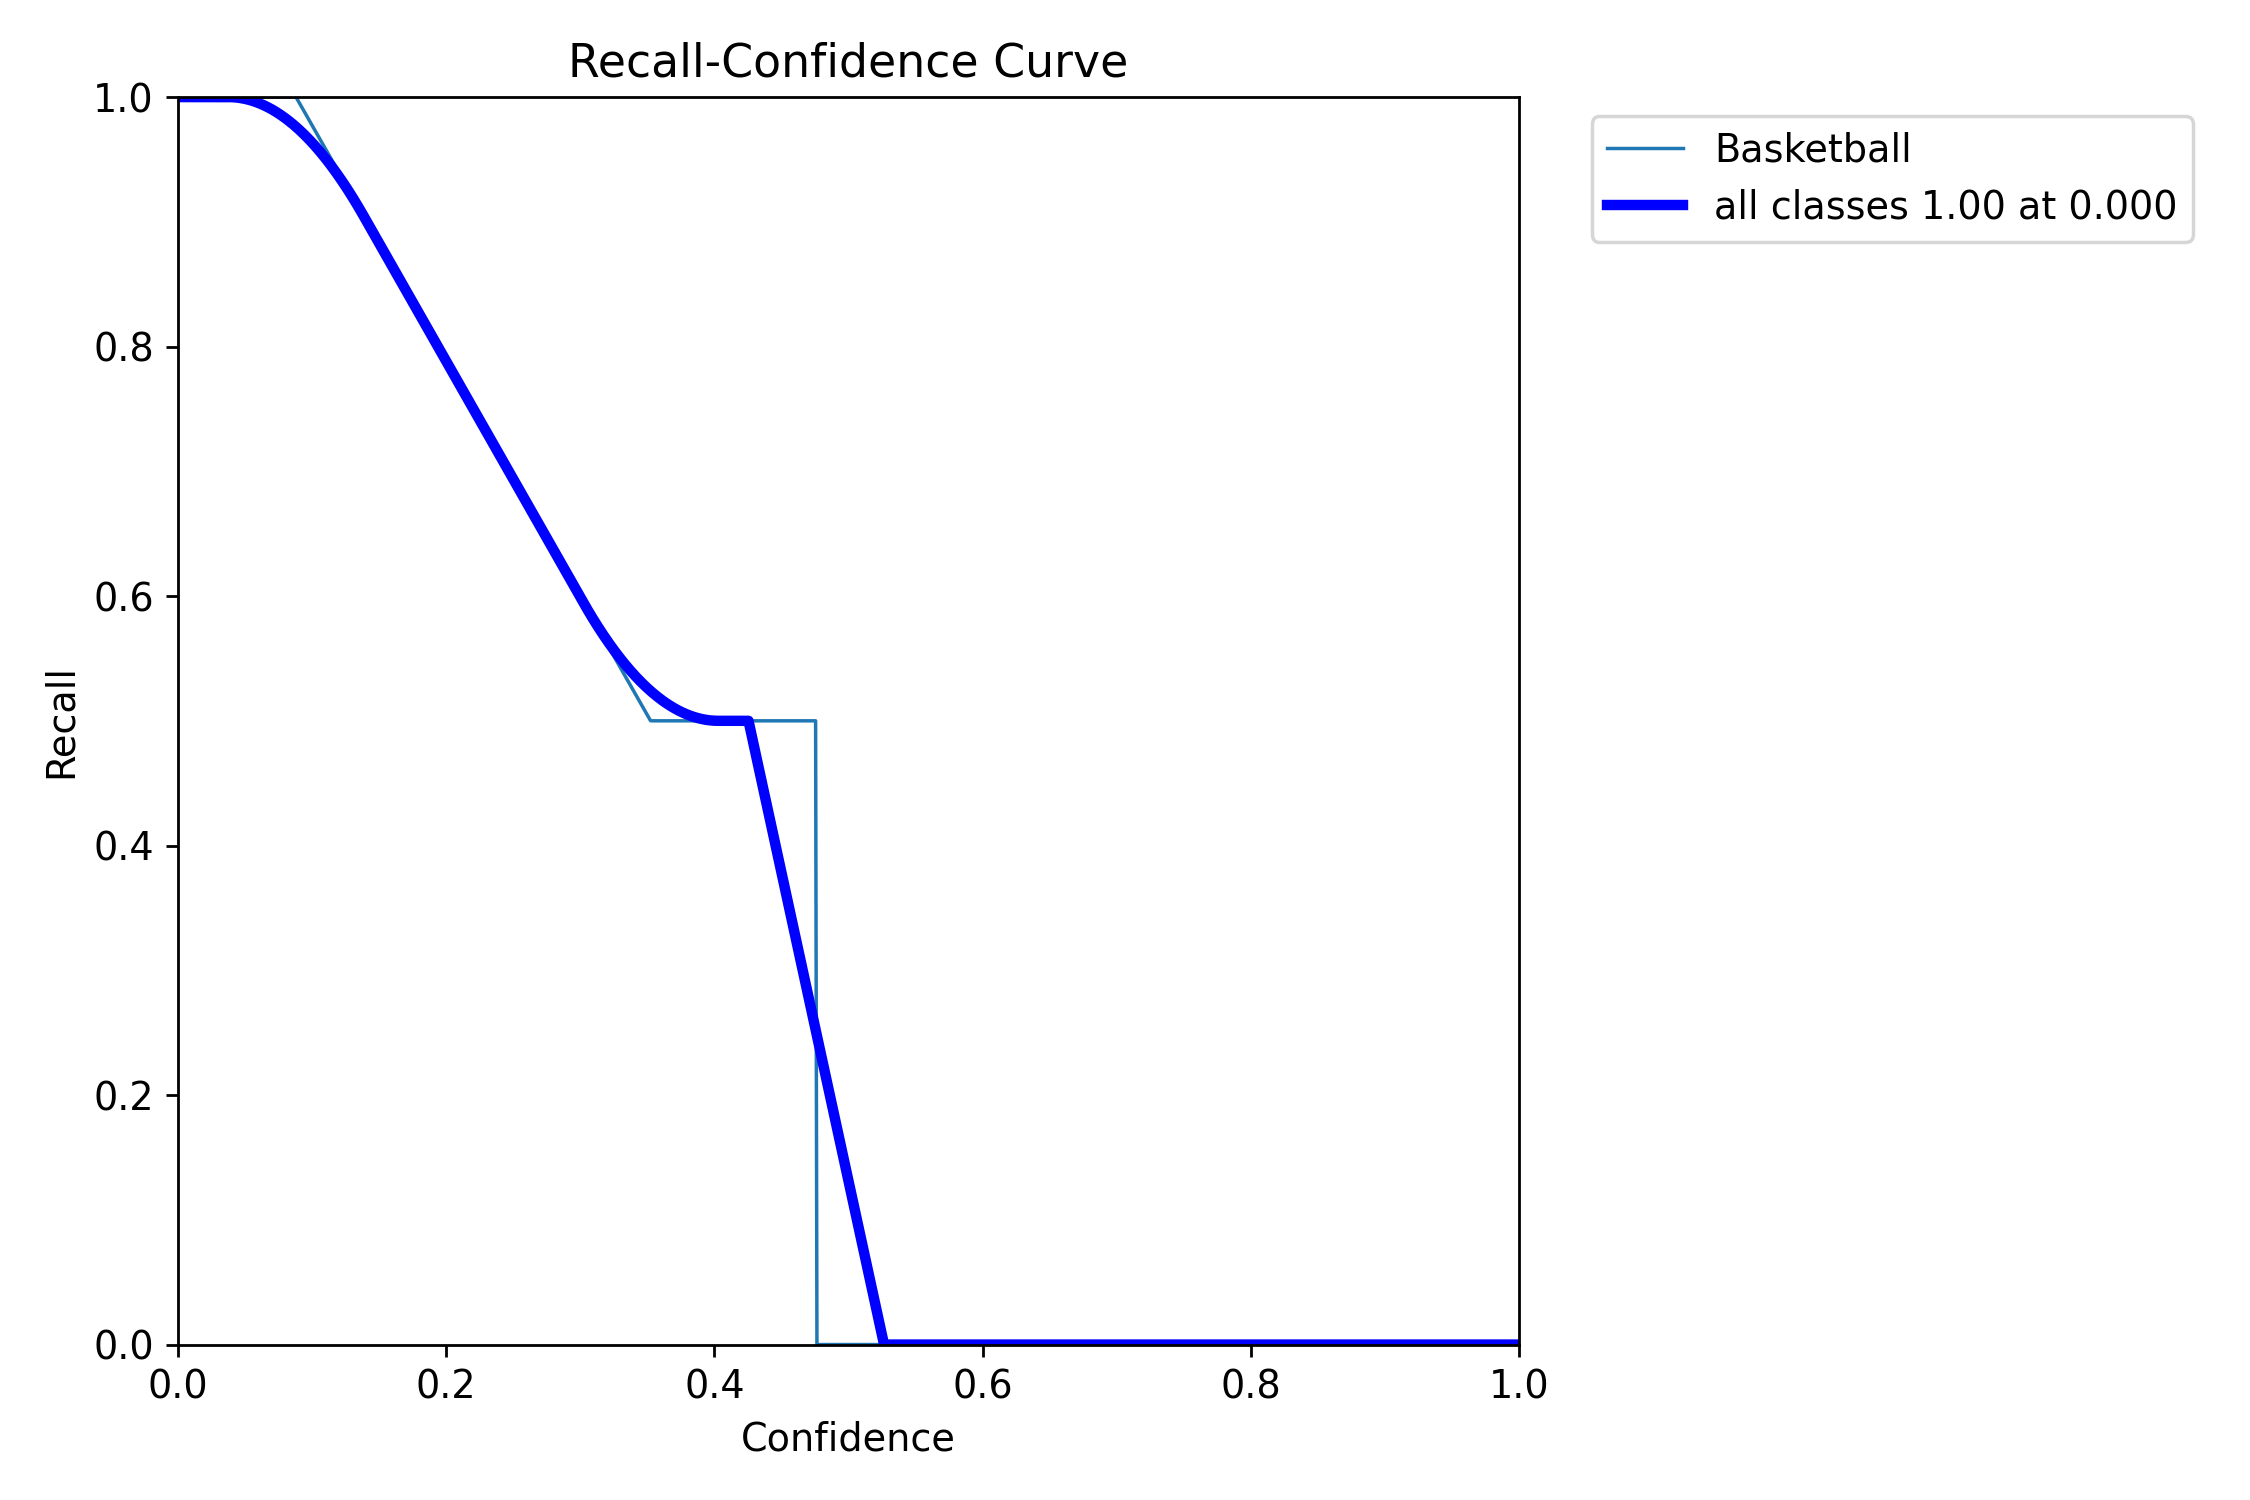 Recall-Confidence Curve
1.0
0.8
0.6
0.4
0.2
0.0
Recall
0.0 0.2 0.4 0.6 0.8 1.0
Confidence
Basketball
all classes 1.00 at 0.000